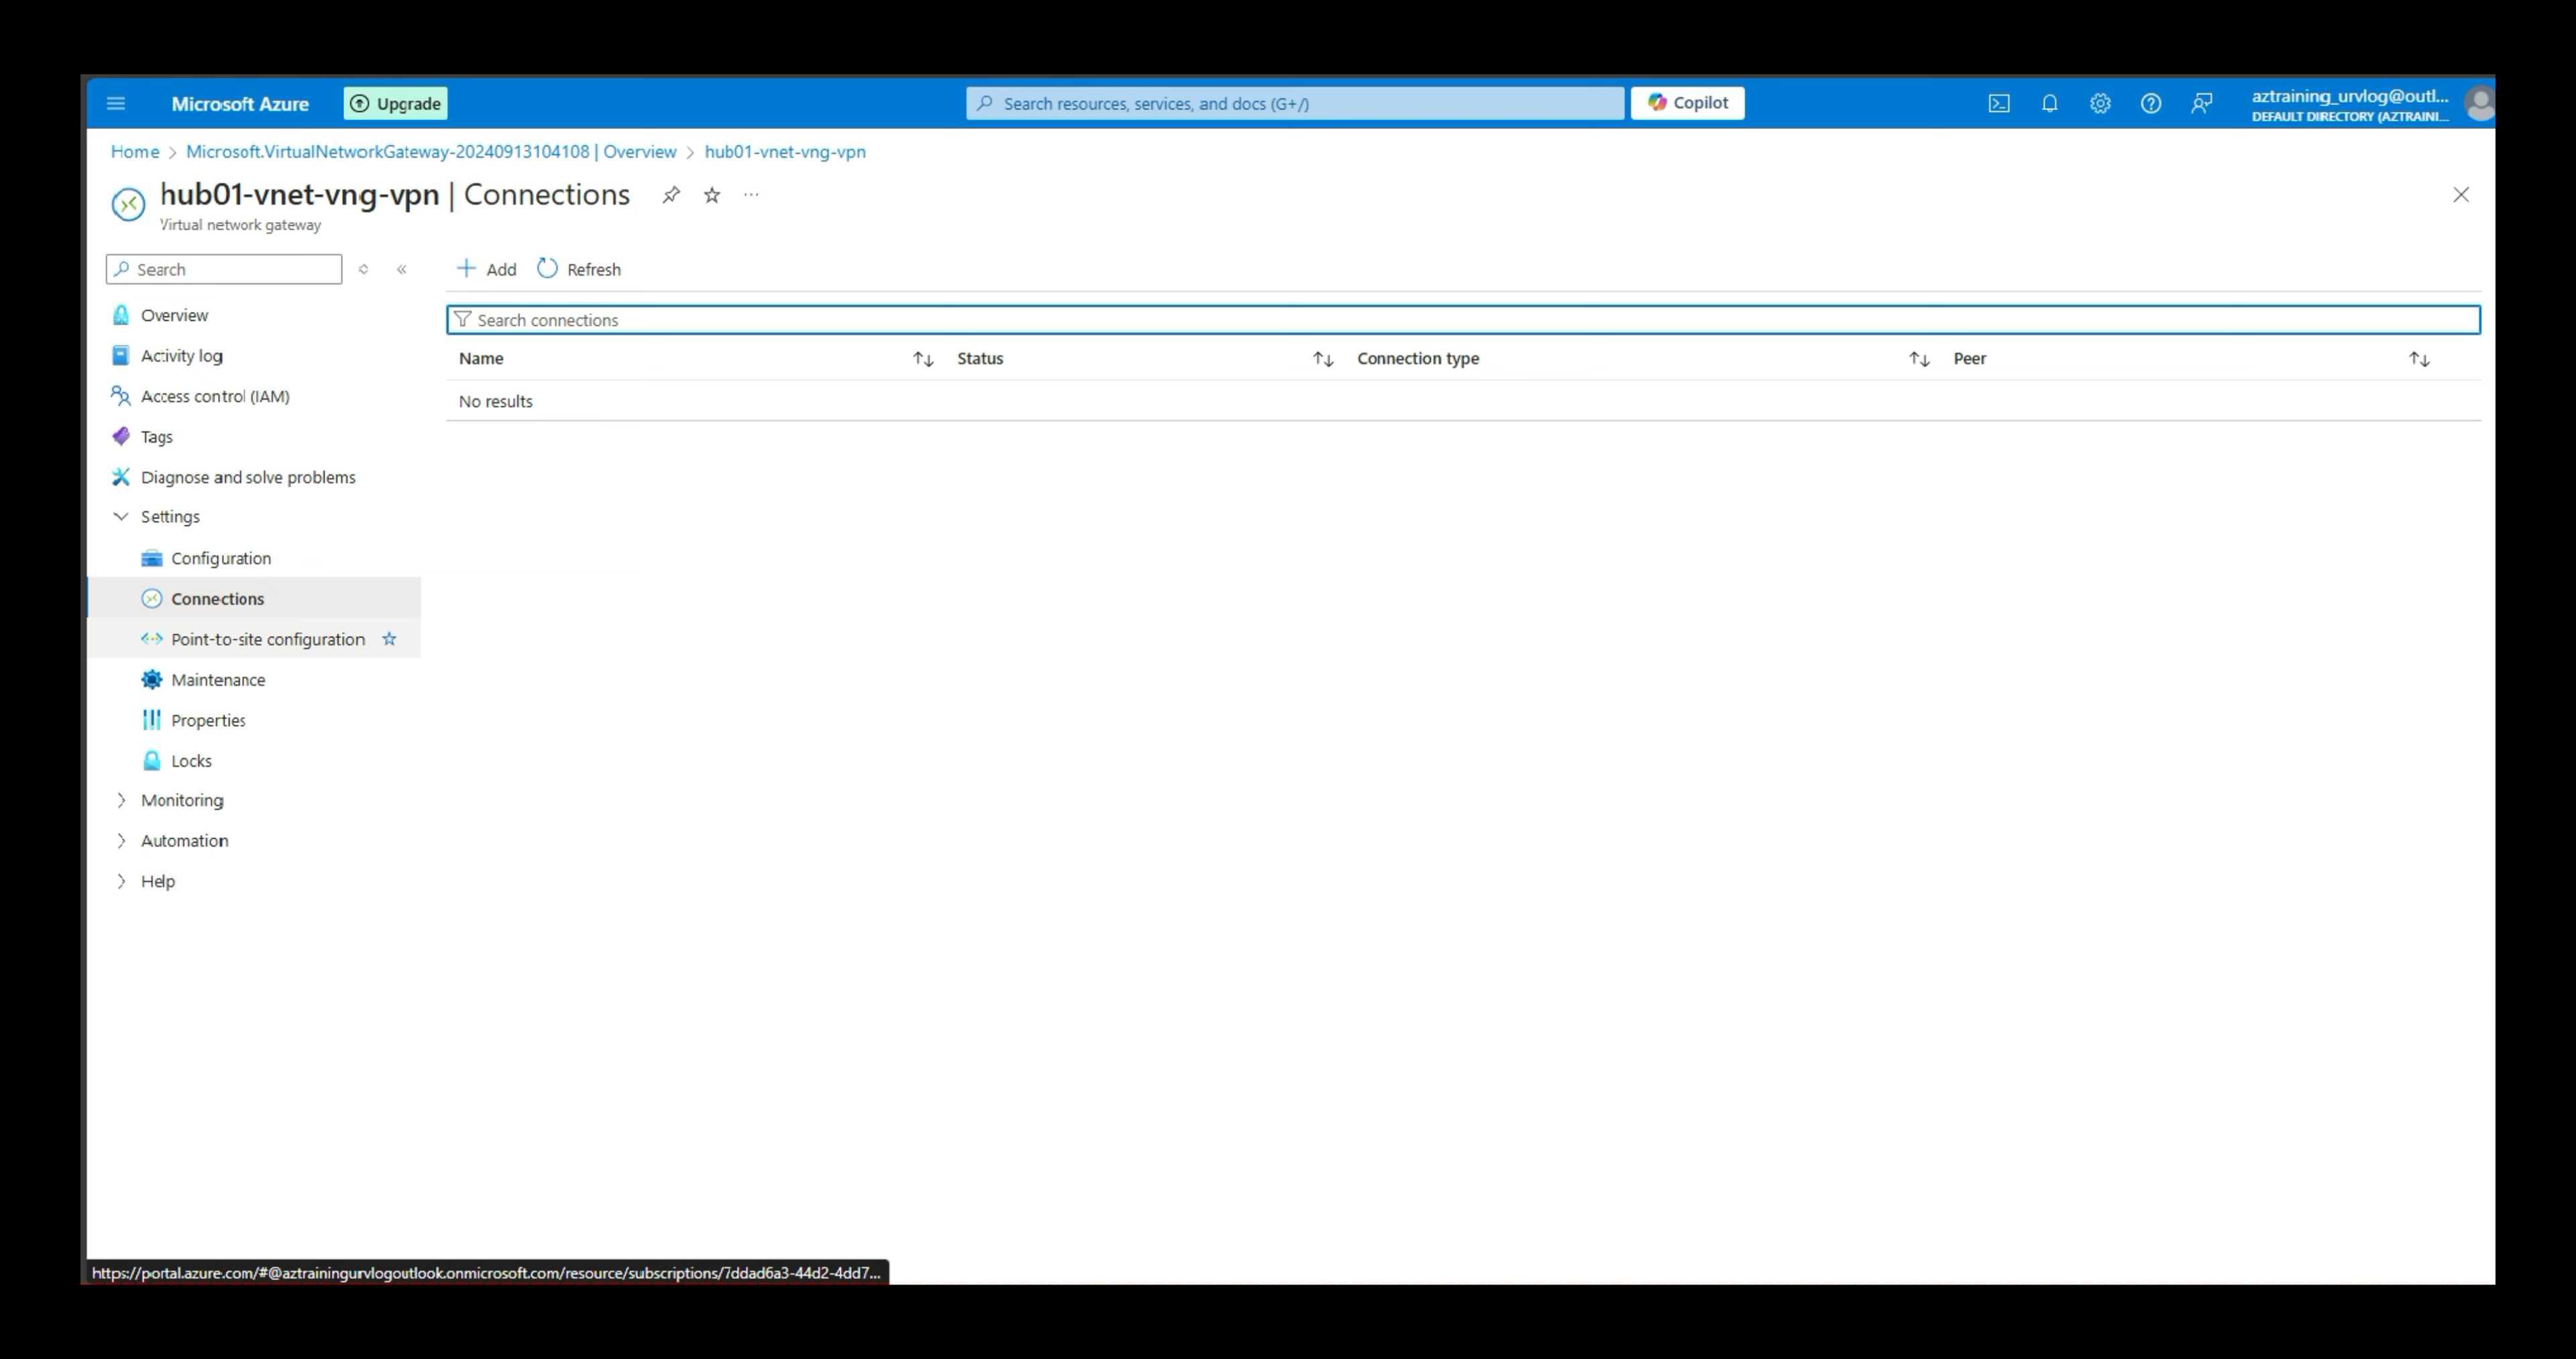 Microsoft Azure
Upgrade
Search resources, services, and docs (G+/)
Copilot
aztraining_urvlog@outl...
DEFAULT DIRECTORY (AZTRAINI...
Home > Microsoft.VirtualNetworkGateway-20240913104108 | Overview > hub01-vnet-vng-vpn
hub01-vnet-vng-vpn | Connections
Virtual network gateway
Search
Add
Refresh
Search connections
Name
Status
Connection type
Peer
No results
Overview
Activity log
Access control (IAM)
Tags
Diagnose and solve problems
Settings
Configuration
Connections
Point-to-site configuration
Maintenance
Properties
Locks
Monitoring
Automation
Help
https://portal.azure.com/#@aztrainingurvlogoutlook.onmicrosoft.com/resource/subscriptions/7ddad6a3-44d2-4dd7...